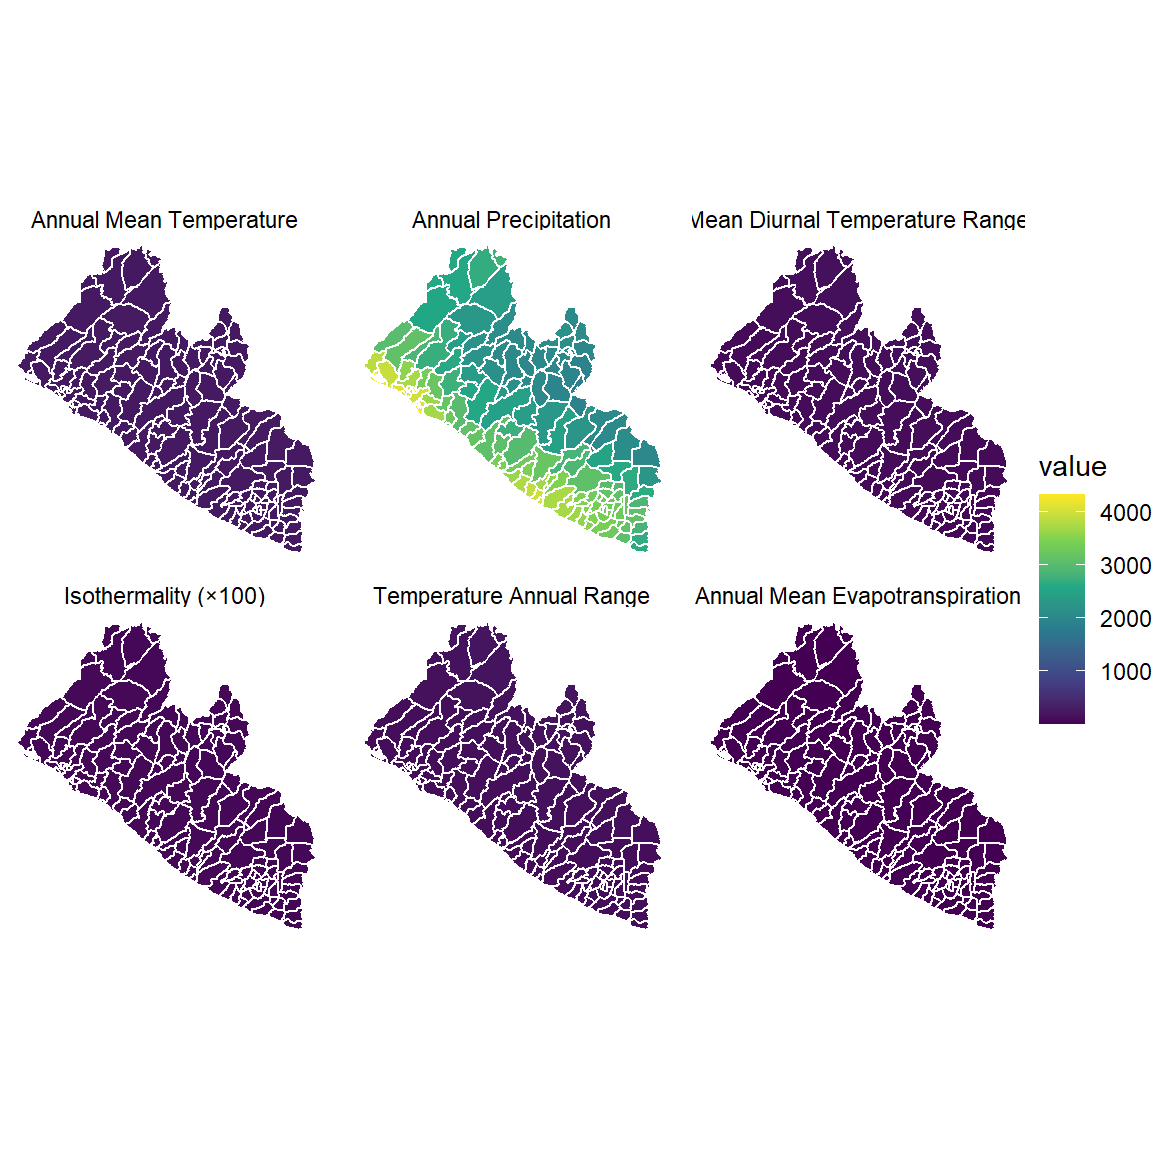 Annual Mean Temperature
Annual Precipitation
Mean Diurnal Temperature Range
Isothermality (×100)
Temperature Annual Range
Annual Mean Evapotranspiration
value
4000
3000
2000
1000